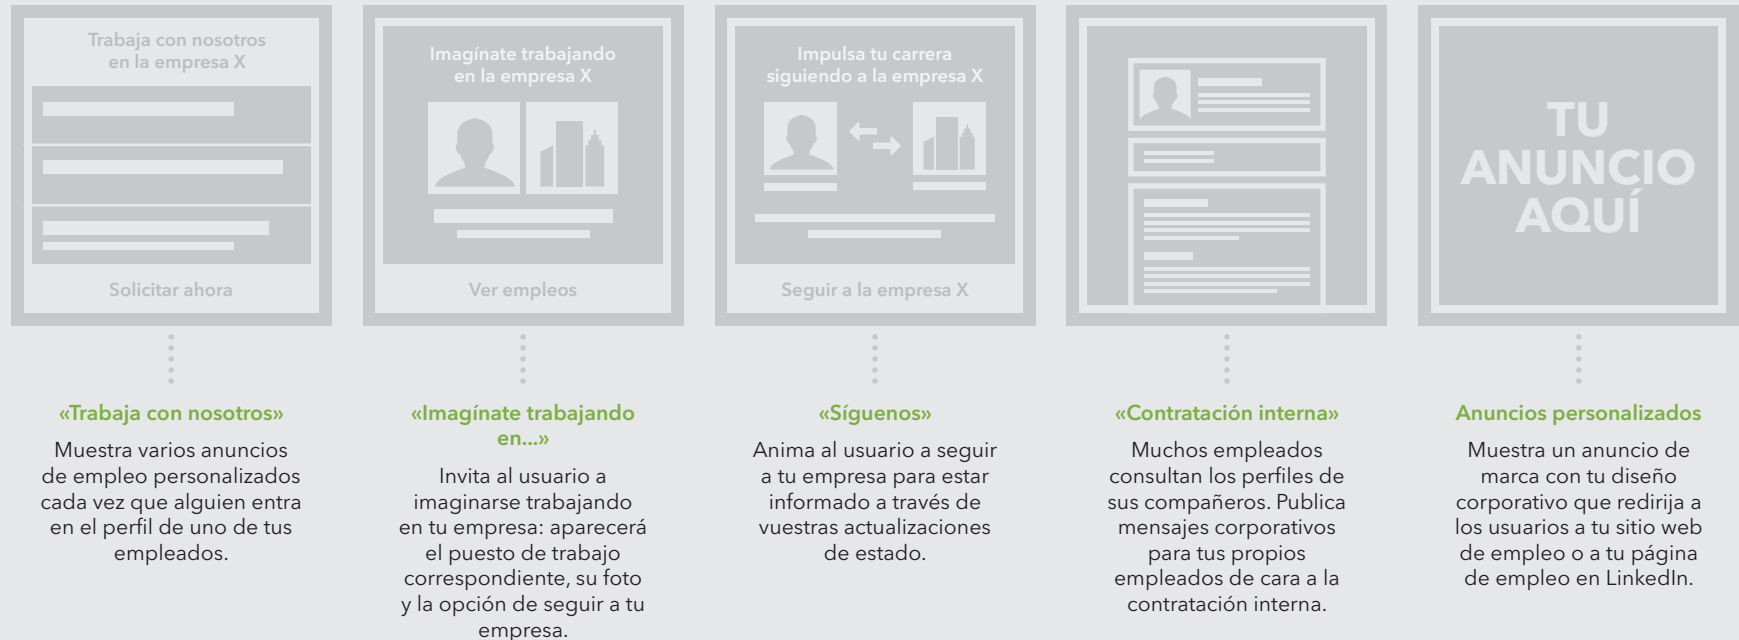 Trabaja con nosotros
en la empresa X
Solicitar ahora
Imagínate trabajando
en la empresa X
Ver empleos
Impulsa tu carrera
siguiendo a la empresa X
Seguir a la empresa X
TU
ANUNCIO
AQUÍ
«Trabaja con nosotros»
Muestra varios anuncios
de empleo personalizados
cada vez que alguien entra
en el perfil de uno de tus
empleados.
«Imagínate trabajando
en...»
Invita al usuario a
imaginarse trabajando
en tu empresa: aparecerá
el puesto de trabajo
correspondiente, su foto
y la opción de seguir a tu
empresa.
«Síguenos»
Anima al usuario a seguir
a tu empresa para estar
informado a través de
vuestras actualizaciones
de estado.
«Contratación interna»
Muchos empleados
consultan los perfiles de
sus compañeros. Publica
mensajes corporativos
para tus propios
empleados de cara a la
contratación interna.
Anuncios personalizados
Muestra un anuncio de
marca con tu diseño
corporativo que redirija a
los usuarios a tu sitio web
de empleo o a tu página
de empleo en LinkedIn.